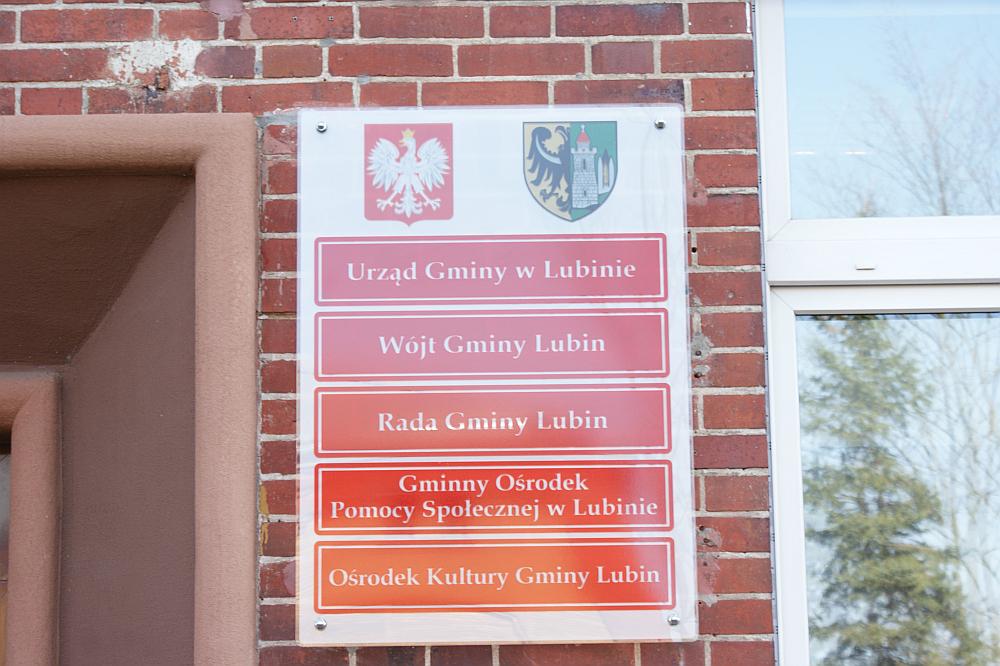 Urząd Gminy w Lubinie
Wójt Gminy Lubin
Rada Gminy Lubin
Gminny Ośrodek
Pomocy Społecznej w Lubinie
Ośrodek Kultury Gminy Lubin